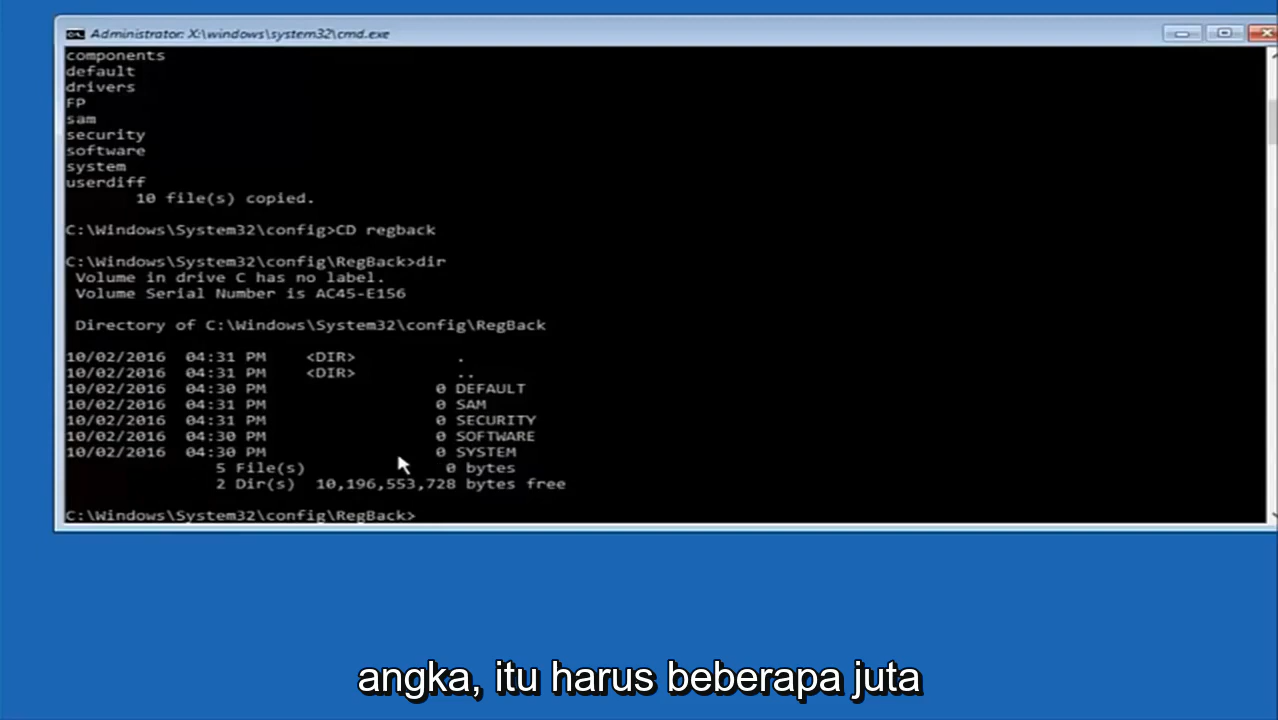 Administrator: X:\windows\system32\cmd.exe
components
default
drivers
FP
sam
security
software
system
userdiff
10 file(s) copied.
C:\Windows\System32\config>CD regback
C:\Windows\System32\config\RegBack>dir
Volume in drive C has no label.
Volume Serial Number is AC45-E156
Directory of C:\Windows\System32\config\RegBack
10/02/2016 04:31 PM <DIR> .
10/02/2016 04:31 PM <DIR> ..
10/02/2016 04:30 PM 0 DEFAULT
10/02/2016 04:31 PM 0 SAM
10/02/2016 04:31 PM 0 SECURITY
10/02/2016 04:30 PM 0 SOFTWARE
10/02/2016 04:30 PM 0 SYSTEM
5 File(s) 0 bytes
2 Dir(s) 10,196,553,728 bytes free
C:\Windows\System32\config\RegBack>
angka, itu harus beberapa juta